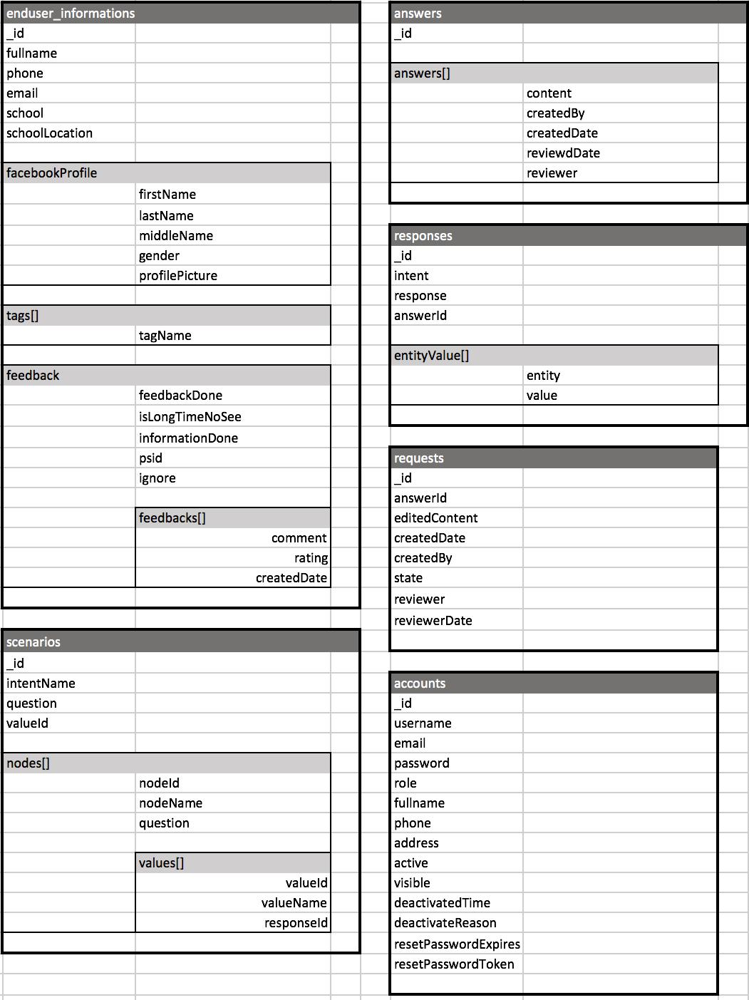 enduser_informations
_id
fullname
phone
email
school
schoolLocation
facebookProfile
firstName
lastName
middleName
gender
profilePicture
tags[]
tagName
feedback
feedbackDone
isLongTimeNoSee
informationDone
psid
ignore
feedbacks[]
comment
rating
createdDate
scenarios
_id
intentName
question
valueId
nodes[]
nodeId
nodeName
question
values[]
valueId
valueName
responseId
answers
_id
answers[]
content
createdBy
createdDate
reviewdDate
reviewer
responses
_id
intent
response
answerId
entityValue[]
entity
value
requests
_id
answerId
editedContent
createdDate
createdBy
state
reviewer
reviewerDate
accounts
_id
username
email
password
role
fullname
phone
address
active
visible
deactivatedTime
deactivateReason
resetPasswordExpires
resetPasswordToken